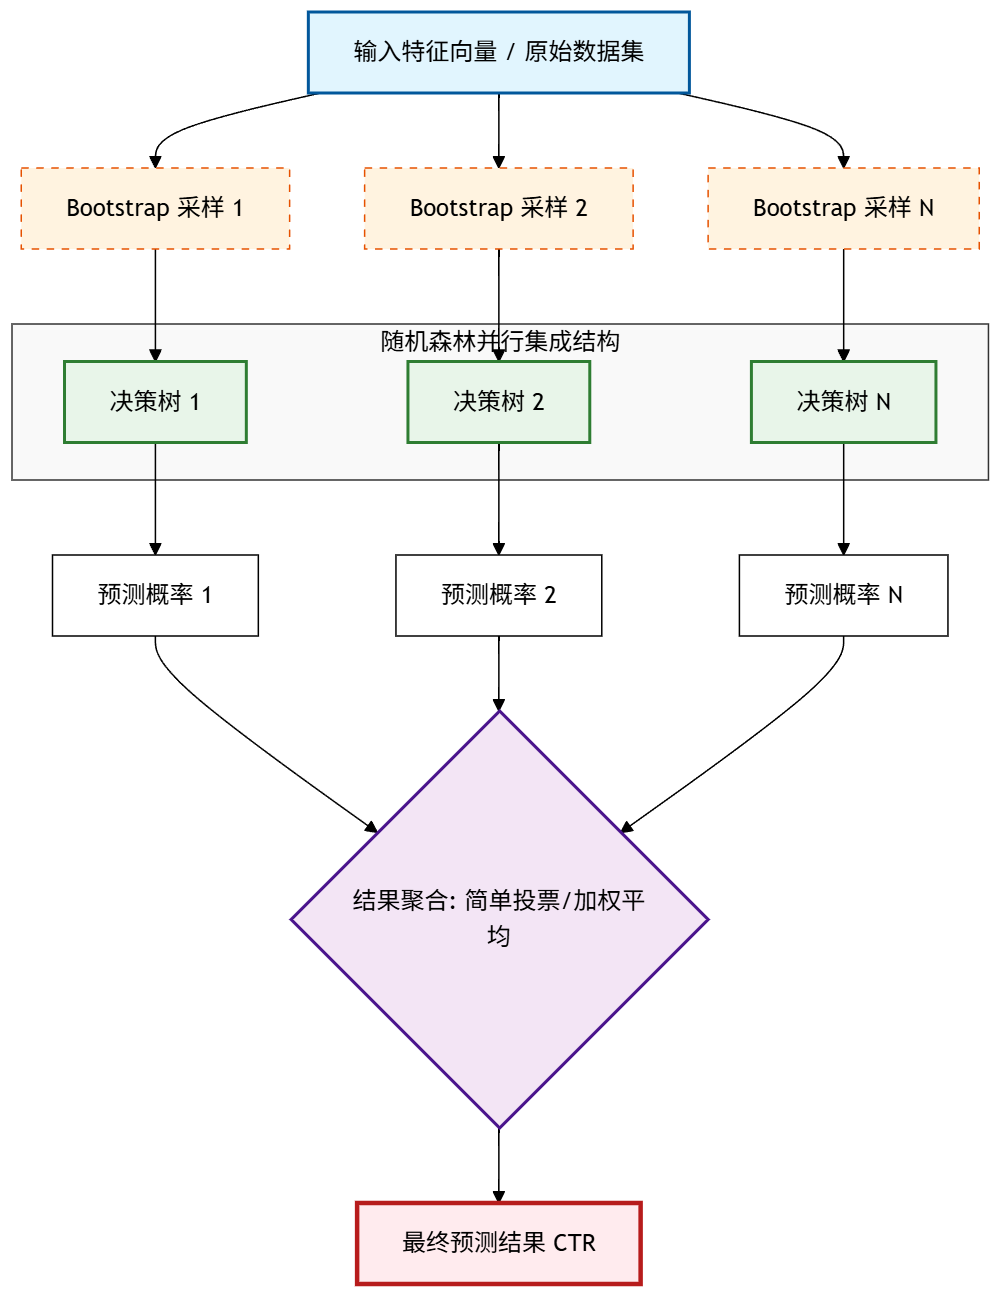 输入特征向量 / 原始数据集
Bootstrap 采样 1
Bootstrap 采样 2
Bootstrap 采样 N
随机森林并行集成结构
决策树 1
决策树 2
决策树 N
预测概率 1
预测概率 2
预测概率 N
结果聚合: 简单投票/加权平
均
最终预测结果 CTR